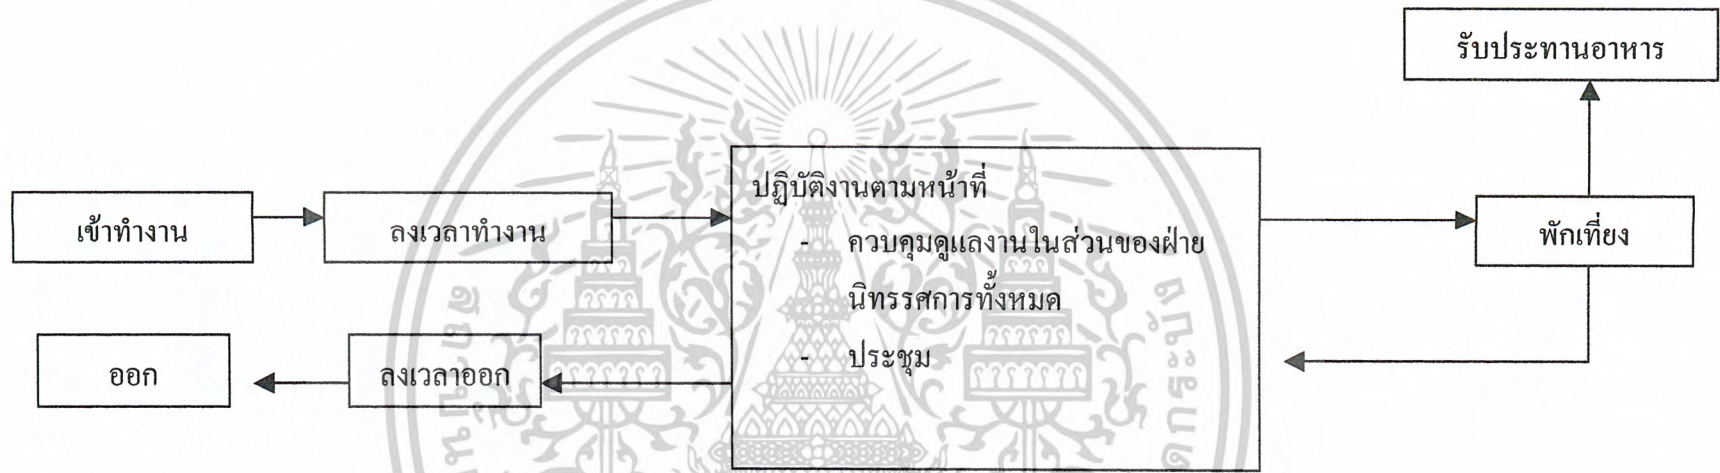 รับประทานอาหาร
เข้าทำงาน
ลงเวลาทำงาน
ปฏิบัติงานตามหน้าที่
- ควบคุมดูแลงานในส่วนของฝ่าย
นิทรรศการทั้งหมด
- ประชุม
พักเที่ยง
ออก
ลงเวลาออก